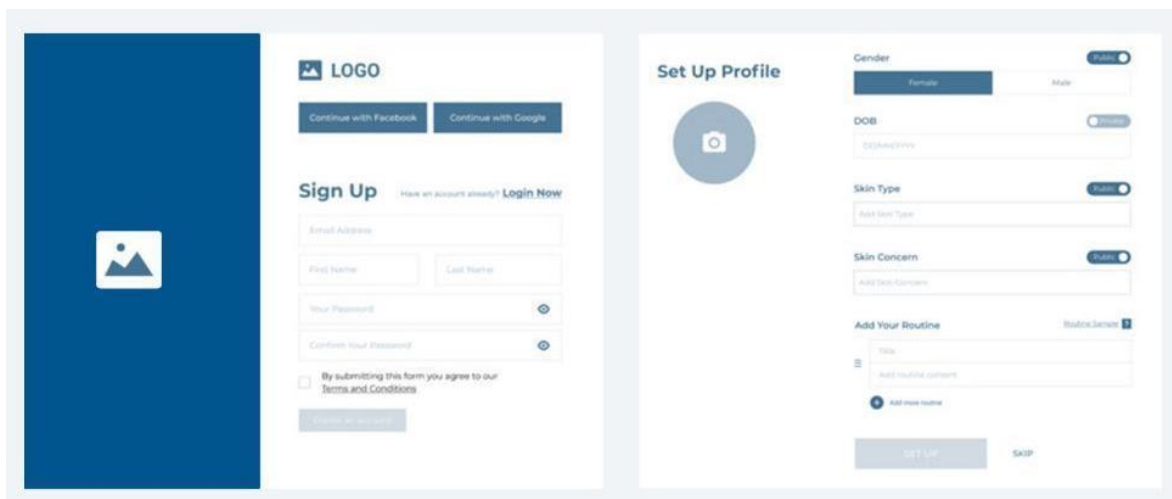 LOGO
Continue with Facebook
Continue with Google
Sign Up
Have an account already? Login Now
Email Address
First Name
Last Name
Your Password
Confirm Your Password
By submitting this form you agree to our
Terms and Conditions
Create an account
Set Up Profile
Gender
Public
Female
Male
DOB
Private
DD/MM/YYYY
Skin Type
Public
Add Skin Type
Skin Concern
Public
Add Skin Concern
Add Your Routine
Routine Sample ?
Title
Add routine content
Add more routine
SET UP
SKIP